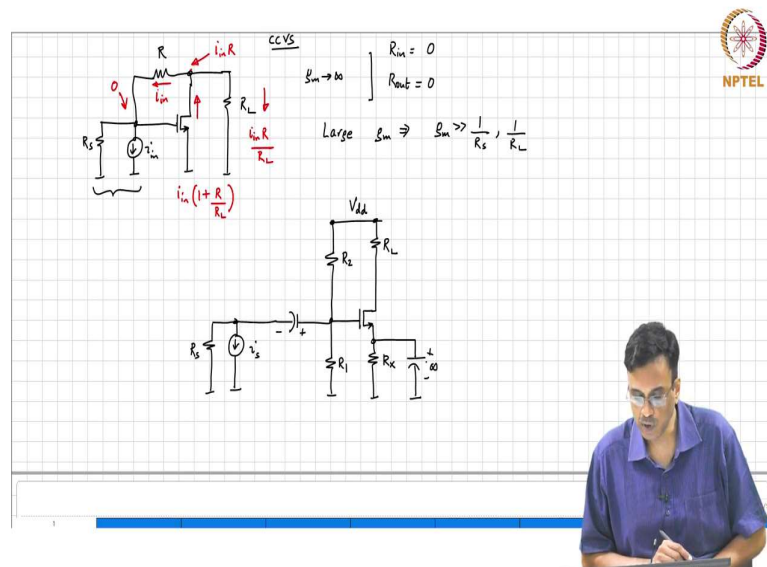 R
i_in R
CCVS
0
i_in
g_m → ∞
R_in = 0
R_out = 0
R_s
i_in
R_L
i_in R
R_L
Large g_m ⇒ g_m >> 1/R_s , 1/R_L
i_in (1 + R/R_L)
V_dd
R_2
R_L
R_s
i_s
- +
R_1
R_x
+
∞
-
NPTEL
1